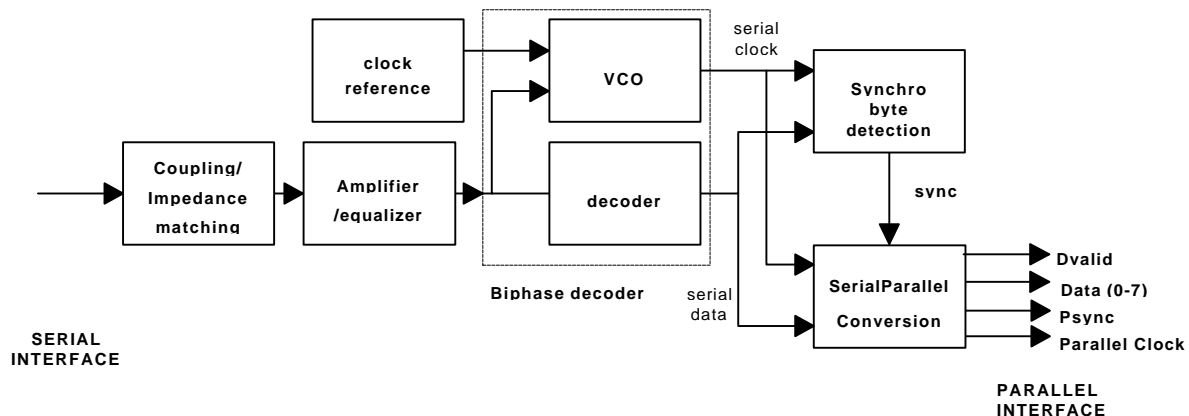 clock
reference
VCO
serial
clock
Synchro
byte
detection
Coupling/
Impedance
matching
Amplifier
/equalizer
decoder
sync
Biphase decoder
serial
data
SerialParallel
Conversion
Dvalid
Data (0-7)
Psync
Parallel Clock
SERIAL
INTERFACE
PARALLEL
INTERFACE